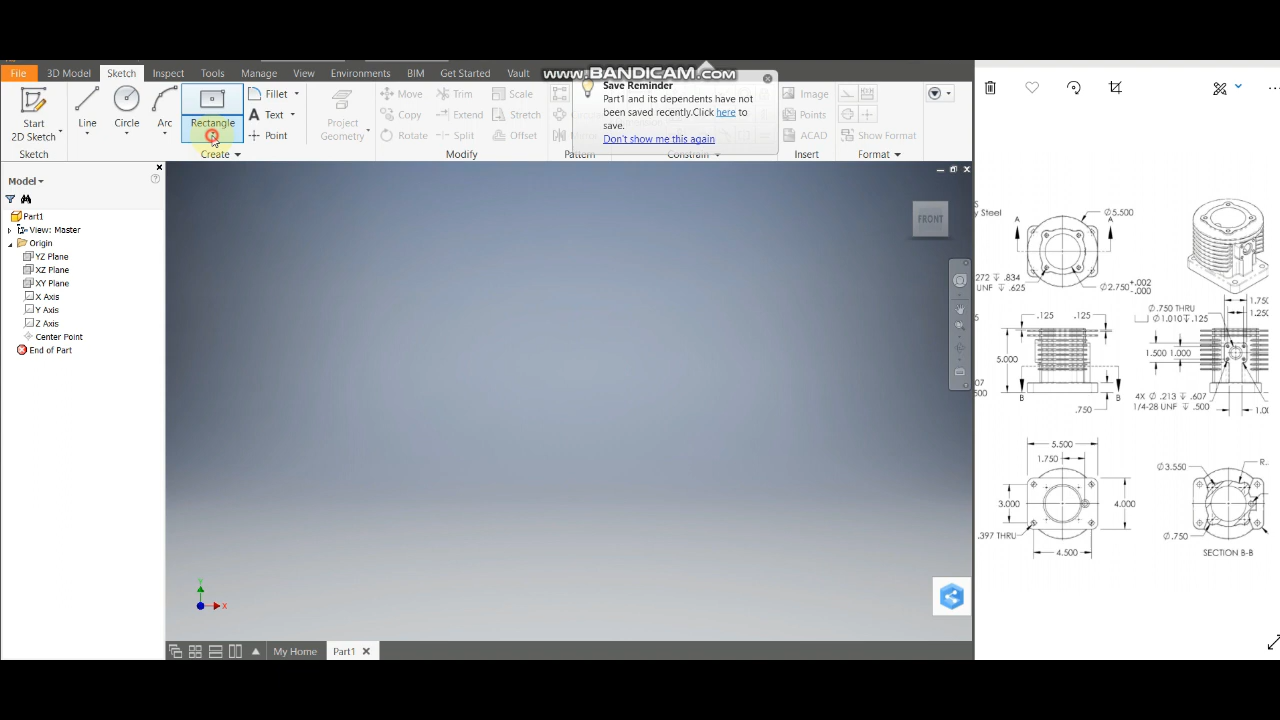 www.BANDICAM.com
File 3D Model Sketch Inspect Tools Manage View Environments BIM Get Started Vault
Save Reminder
Part1 and its dependents have not
been saved recently.Click here to
save.
Don't show me this again
Start
2D Sketch
Line Circle Arc Rectangle
Fillet
Text
Point
Project
Geometry
Move Trim Scale
Copy Extend Stretch
Rotate Split Offset
Image
Points
ACAD
Show Format
Sketch Create Modify Pattern Constrain Insert Format
Model
Part1
View: Master
Origin
YZ Plane
XZ Plane
XY Plane
X Axis
Y Axis
Z Axis
Center Point
End of Part
FRONT
Y
X
My Home Part1
y Steel
A A
Ø5.500
.272 ↧ .834
UNF ↧ .625
Ø2.750 +.002
-.000
Ø.750 THRU
⌴ Ø1.010 ↧ .125
.125 .125
5.000
B B
.750
1.500 1.000
4X Ø .213 ↧ .607
1/4-28 UNF ↧ .500
5.500
1.750
3.000
4.000
.397 THRU
4.500
Ø3.550
Ø.750
SECTION B-B